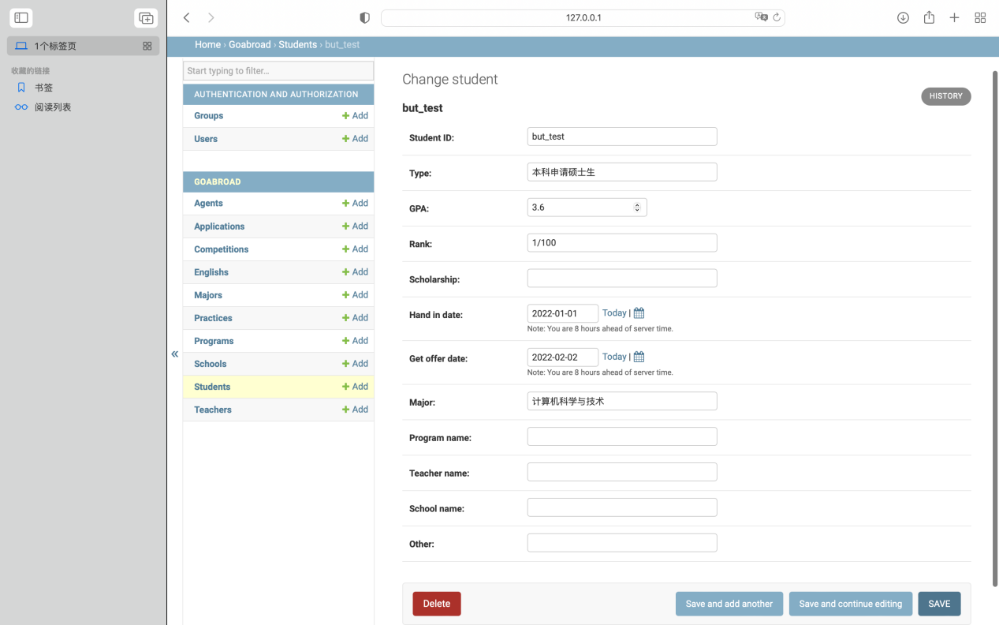 127.0.0.1
1个标签页
收藏的链接
书签
阅读列表
Home › Goabroad › Students › but_test
Start typing to filter...
AUTHENTICATION AND AUTHORIZATION
Groups + Add
Users + Add
GOABROAD
Agents + Add
Applications + Add
Competitions + Add
Englishs + Add
Majors + Add
Practices + Add
Programs + Add
Schools + Add
Students + Add
Teachers + Add
«
Change student
HISTORY
but_test
Student ID: but_test
Type: 本科申请硕士生
GPA: 3.6
Rank: 1/100
Scholarship:
Hand in date: 2022-01-01 Today |
Note: You are 8 hours ahead of server time.
Get offer date: 2022-02-02 Today |
Note: You are 8 hours ahead of server time.
Major: 计算机科学与技术
Program name:
Teacher name:
School name:
Other:
Delete Save and add another Save and continue editing SAVE